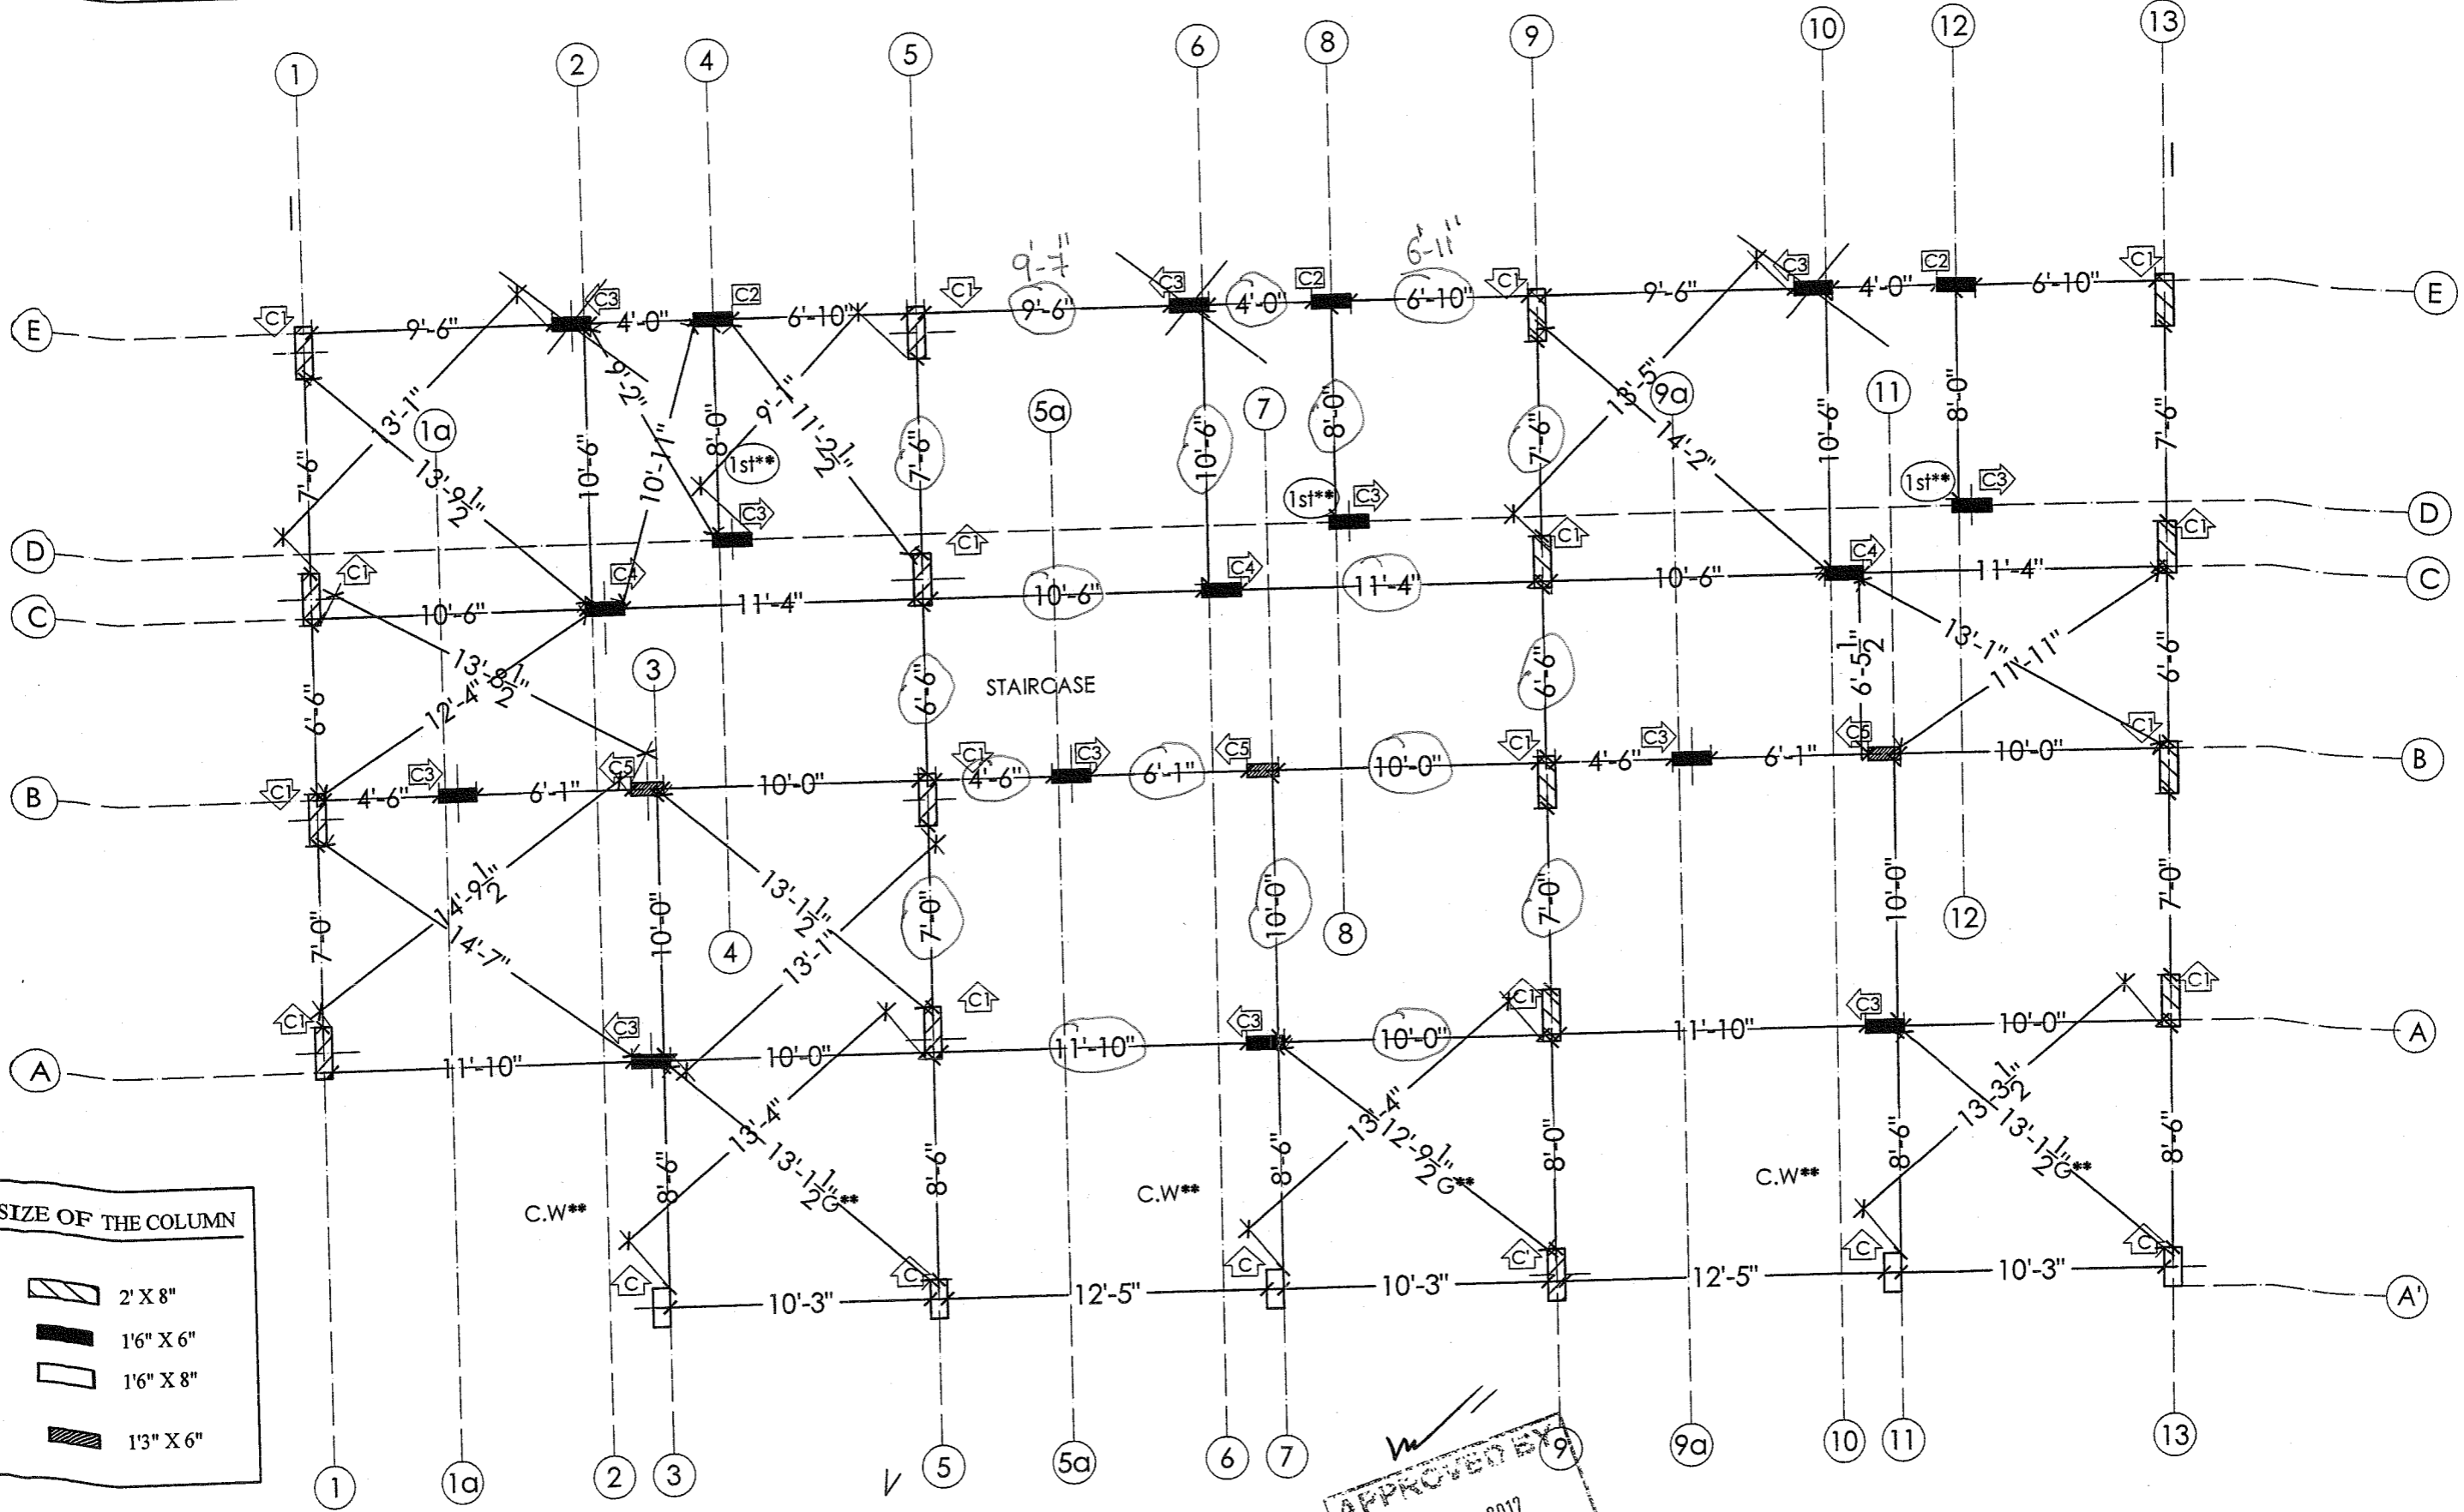 1 2 4 5 6 8 9 10 12 13
9'-7" 6'-11"
C1 C3 C2 C1 C3 C2 C1 C3 C2 C1
E 9'-6" 4'-0" 6'-10" 9'-6" 4'-0" 6'-10" 9'-6" 4'-0" 6'-10" E
13'-1" 9'-2" 9'-1" 13'-5"
1a 5a 7 9a 11
7'-6" 13'-9 1/2" 10'-6" 10'-1" 8'-0" 11'-2 1/2" 7'-6" 10'-6" 8'-0" 7'-6" 14'-2" 10'-6" 8'-0" 7'-6"
1st** 1st** 1st**
D C3 C3 C3 D
C1 C4 C1 C4 C1 C4 C1
C 10'-6" 11'-4" 10'-6" 11'-4" 10'-6" 11'-4" C
3
6'-6" 12'-4" 13'-8 1/2" 6'-6" 6'-6" 6'-5 1/2" 13'-1" 11'-11" 6'-6"
STAIRCASE
C1 C3 C5 C1 C3 C5 C1 C3 C5 C1
B 4'-6" 6'-1" 10'-0" 4'-6" 6'-1" 10'-0" 4'-6" 6'-1" 10'-0" B
7'-0" 14'-9 1/2" 14'-7" 10'-0" 13'-1 1/2" 13'-1" 7'-0" 10'-0" 7'-0" 10'-0" 7'-0"
4 8 12
C1 C3 C1 C3 C1 C3 C1
A 11'-10" 10'-0" 11'-10" 10'-0" 11'-10" 10'-0" A
8'-6" 13'-4" 13'-1 1/2" G** 8'-6" 8'-6" 13'-4" 12'-9 1/2" G** 8'-0" 8'-6" 13'-3 1/2" 13'-1 1/2" G** 8'-6"
C.W** C.W** C.W**
C C C C' C C
10'-3" 12'-5" 10'-3" 12'-5" 10'-3" A'
SIZE OF THE COLUMN
2' X 8"
1'6" X 6"
1'6" X 8"
1'3" X 6"
1 1a 2 3 5 5a 6 7 9 9a 10 11 13
APPROVED BY
2012